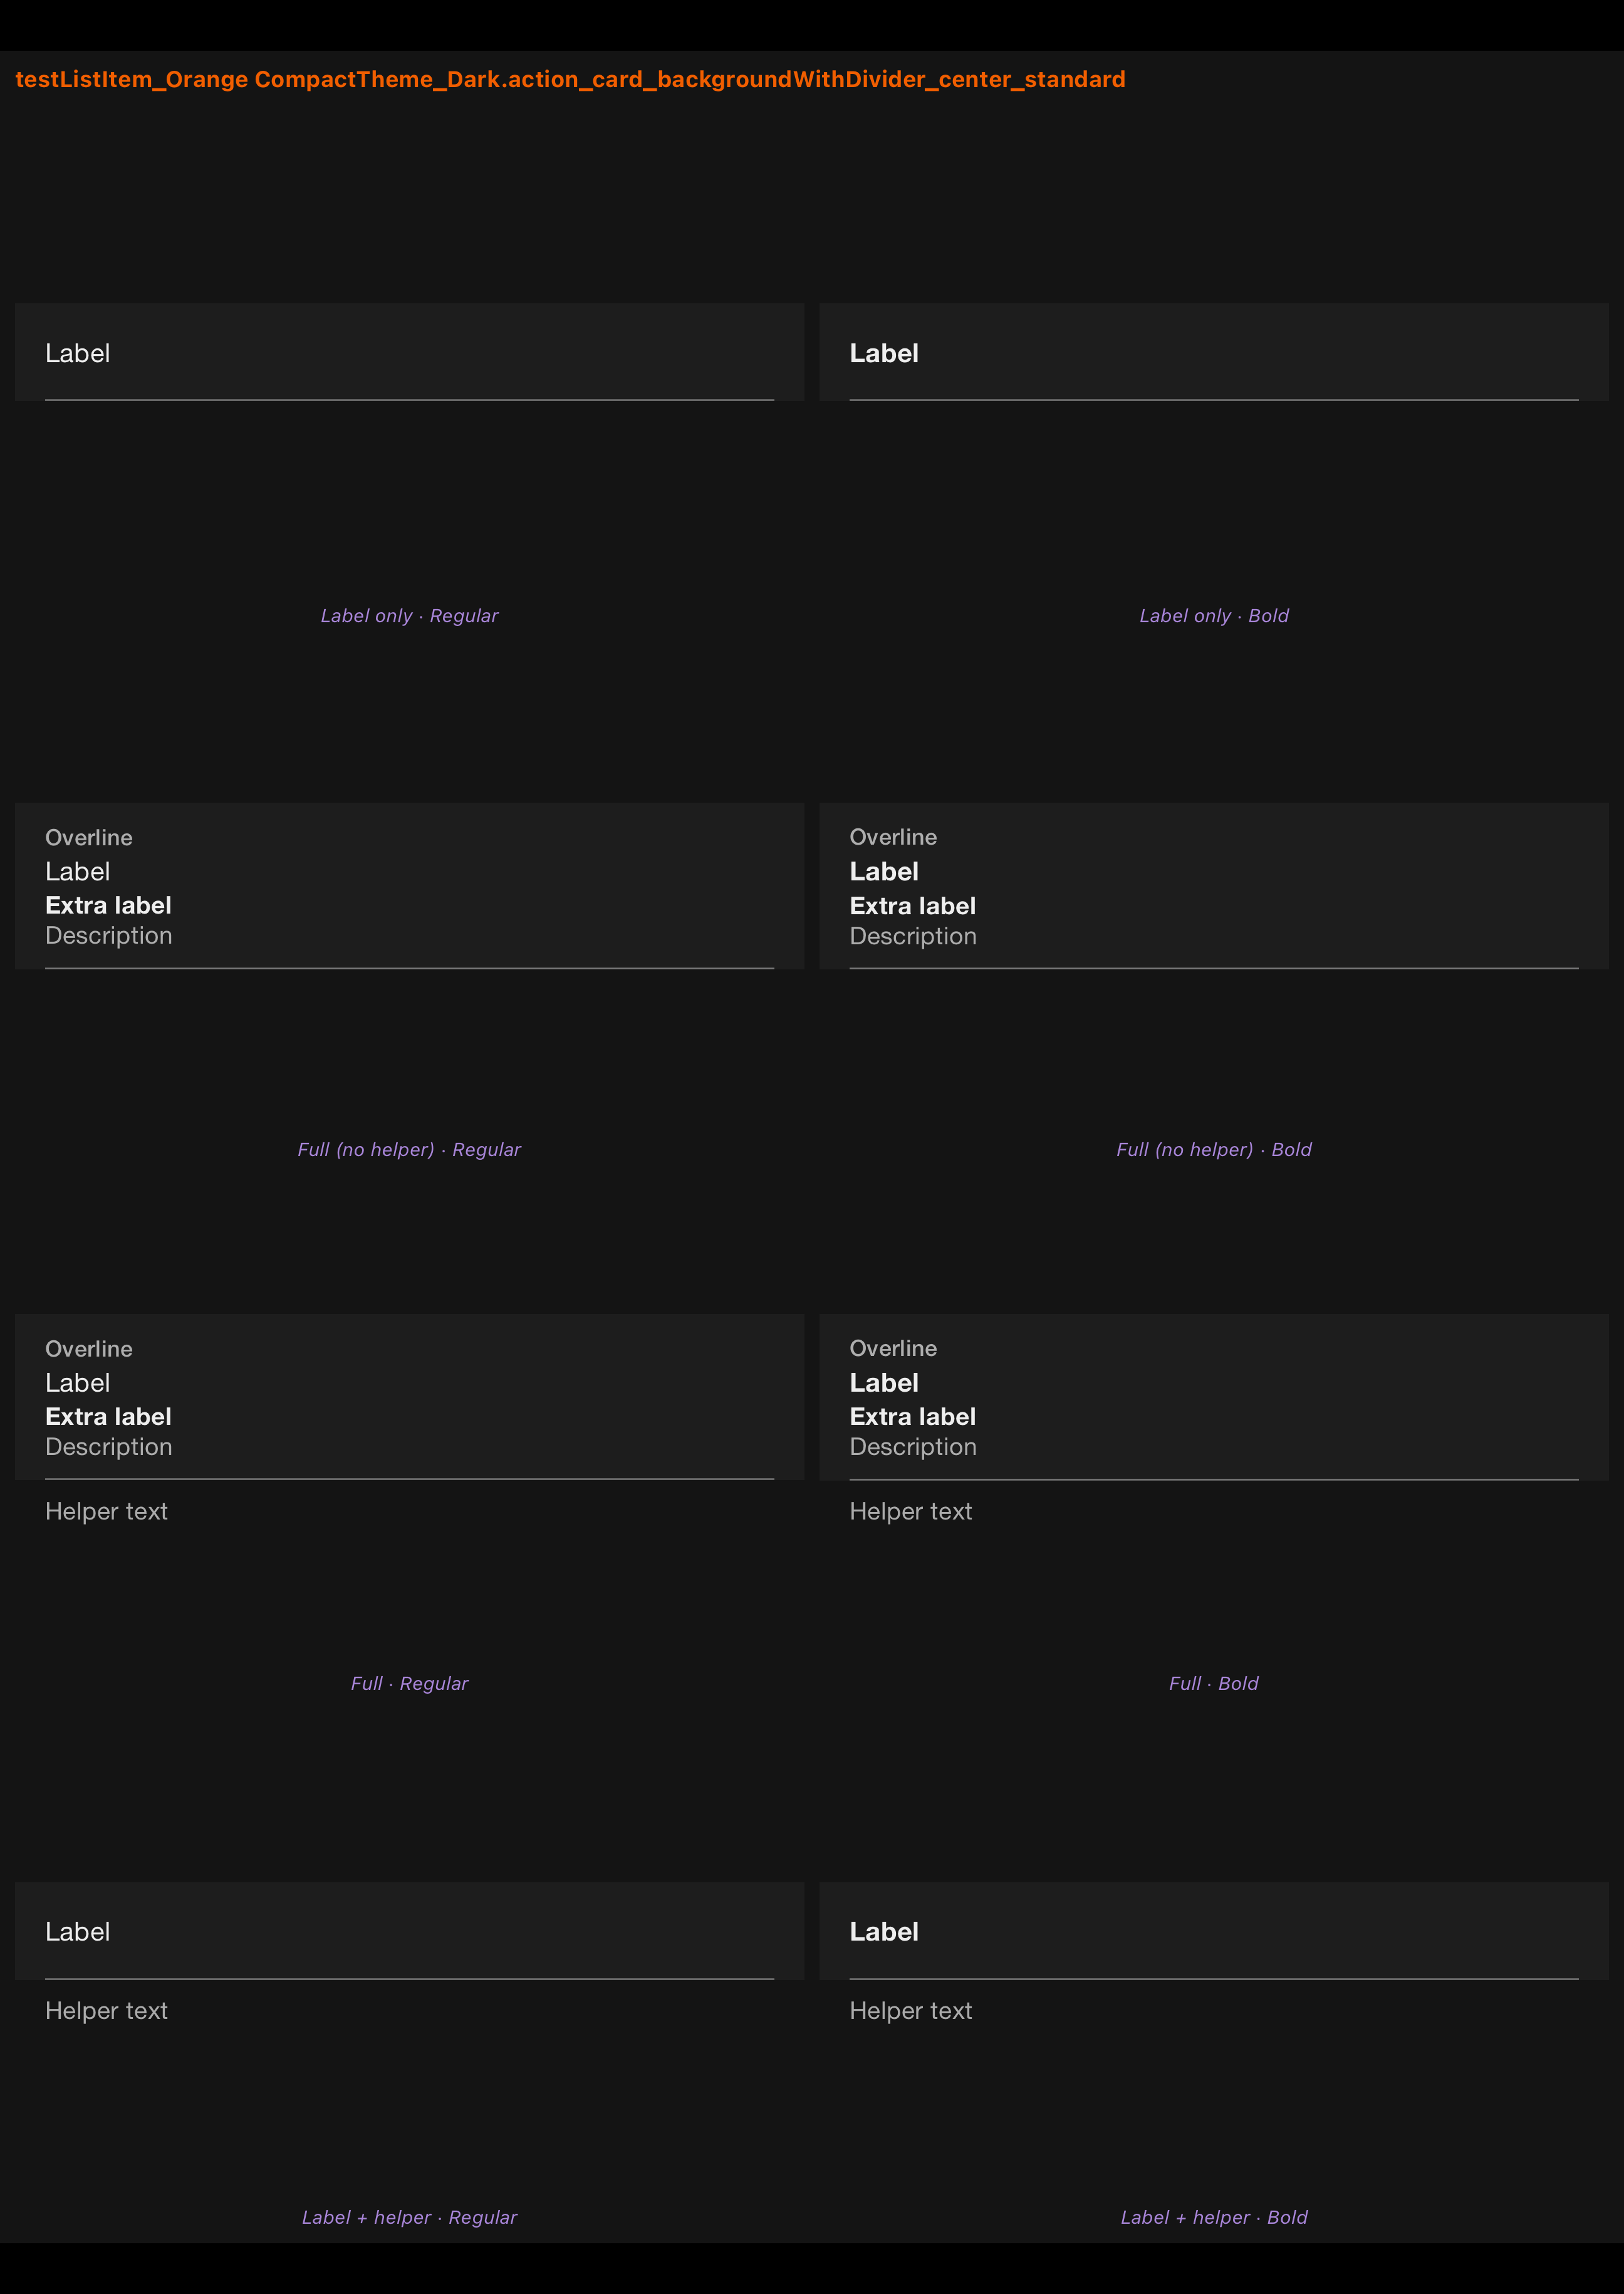 testListItem_Orange CompactTheme_Dark.action_card_backgroundWithDivider_center_standard
Label
Label
Label only · Regular
Label only · Bold
Overline
Label
Extra label
Description
Overline
Label
Extra label
Description
Full (no helper) · Regular
Full (no helper) · Bold
Overline
Label
Extra label
Description
Helper text
Overline
Label
Extra label
Description
Helper text
Full · Regular
Full · Bold
Label
Helper text
Label
Helper text
Label + helper · Regular
Label + helper · Bold